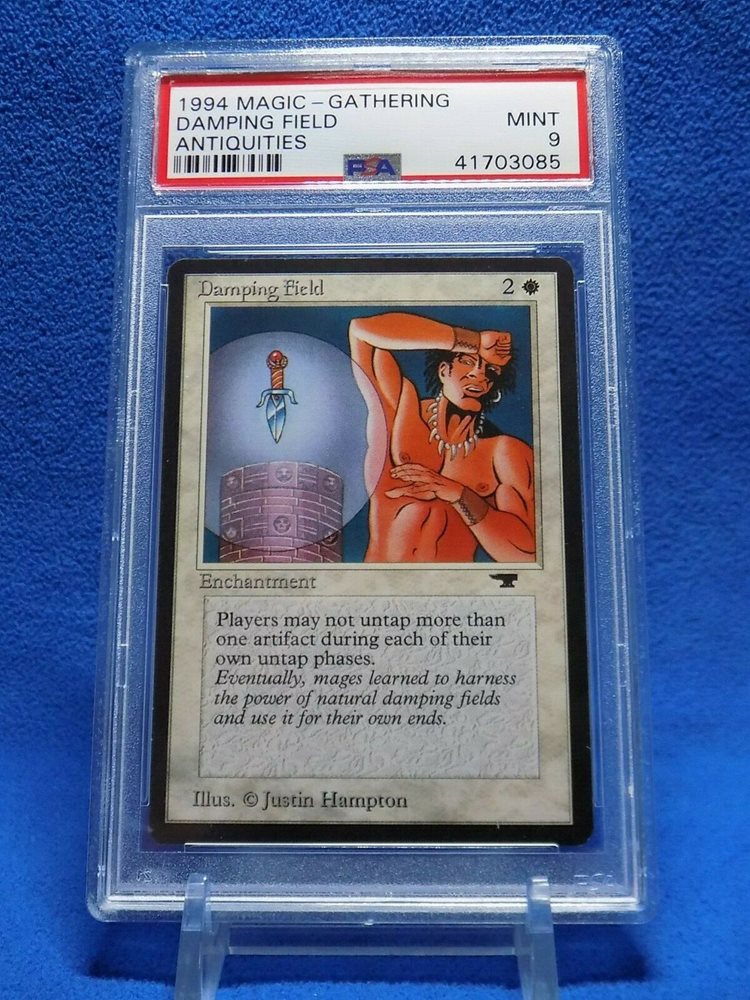 1994 MAGIC – GATHERING
DAMPING FIELD MINT
ANTIQUITIES 9
PSA 41703085
Damping Field 2
Enchantment
Players may not untap more than
one artifact during each of their
own untap phases.
Eventually, mages learned to harness
the power of natural damping fields
and use it for their own ends.
Illus. © Justin Hampton